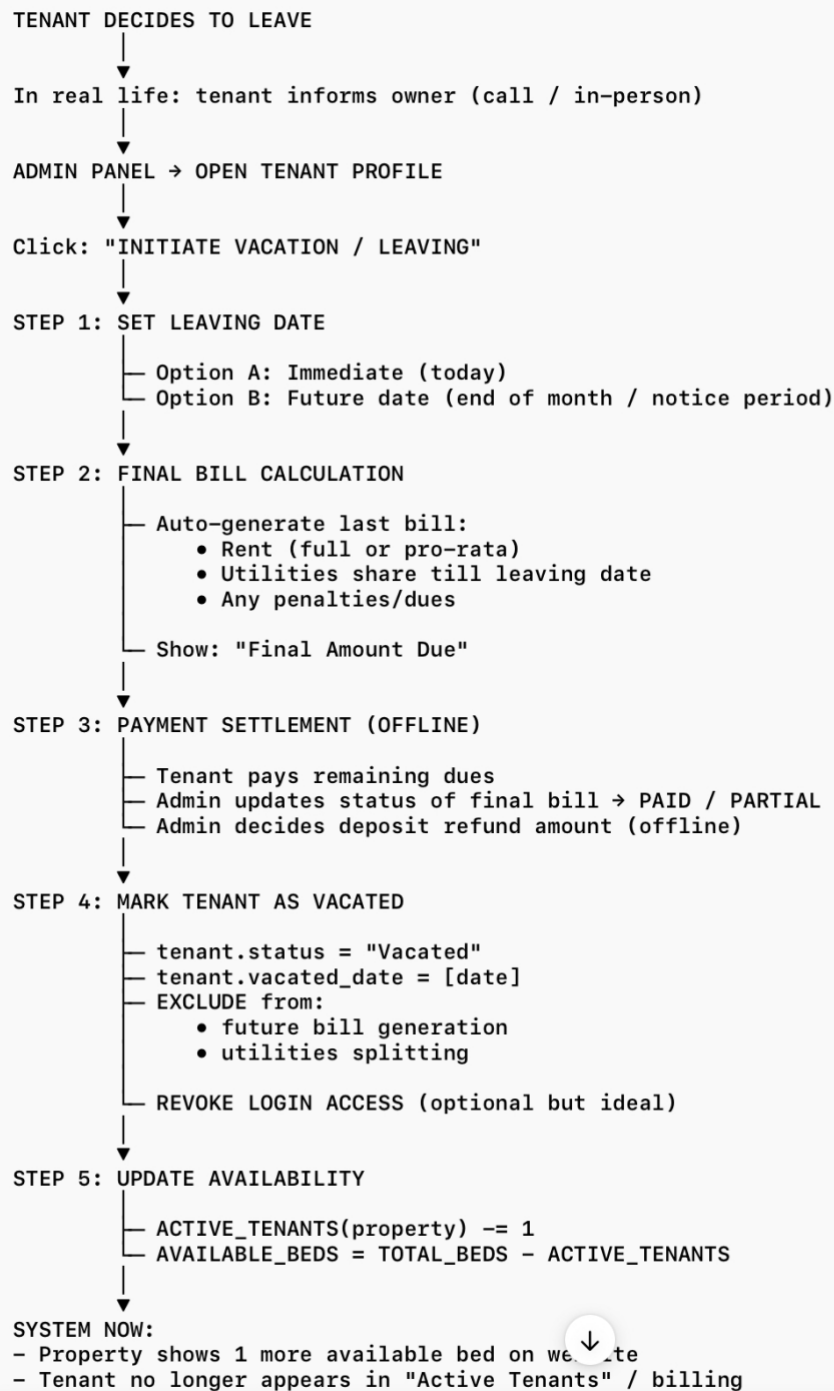 TENANT DECIDES TO LEAVE
In real life: tenant informs owner (call / in-person)
ADMIN PANEL → OPEN TENANT PROFILE
Click: "INITIATE VACATION / LEAVING"
STEP 1: SET LEAVING DATE
Option A: Immediate (today)
Option B: Future date (end of month / notice period)
STEP 2: FINAL BILL CALCULATION
Auto-generate last bill:
• Rent (full or pro-rata)
• Utilities share till leaving date
• Any penalties/dues
Show: "Final Amount Due"
STEP 3: PAYMENT SETTLEMENT (OFFLINE)
Tenant pays remaining dues
Admin updates status of final bill → PAID / PARTIAL
Admin decides deposit refund amount (offline)
STEP 4: MARK TENANT AS VACATED
tenant.status = "Vacated"
tenant.vacated_date = [date]
EXCLUDE from:
• future bill generation
• utilities splitting
REVOKE LOGIN ACCESS (optional but ideal)
STEP 5: UPDATE AVAILABILITY
ACTIVE_TENANTS(property) -= 1
AVAILABLE_BEDS = TOTAL_BEDS - ACTIVE_TENANTS
SYSTEM NOW:
- Property shows 1 more available bed on
- Tenant no longer appears in "Active Tenants" / billing